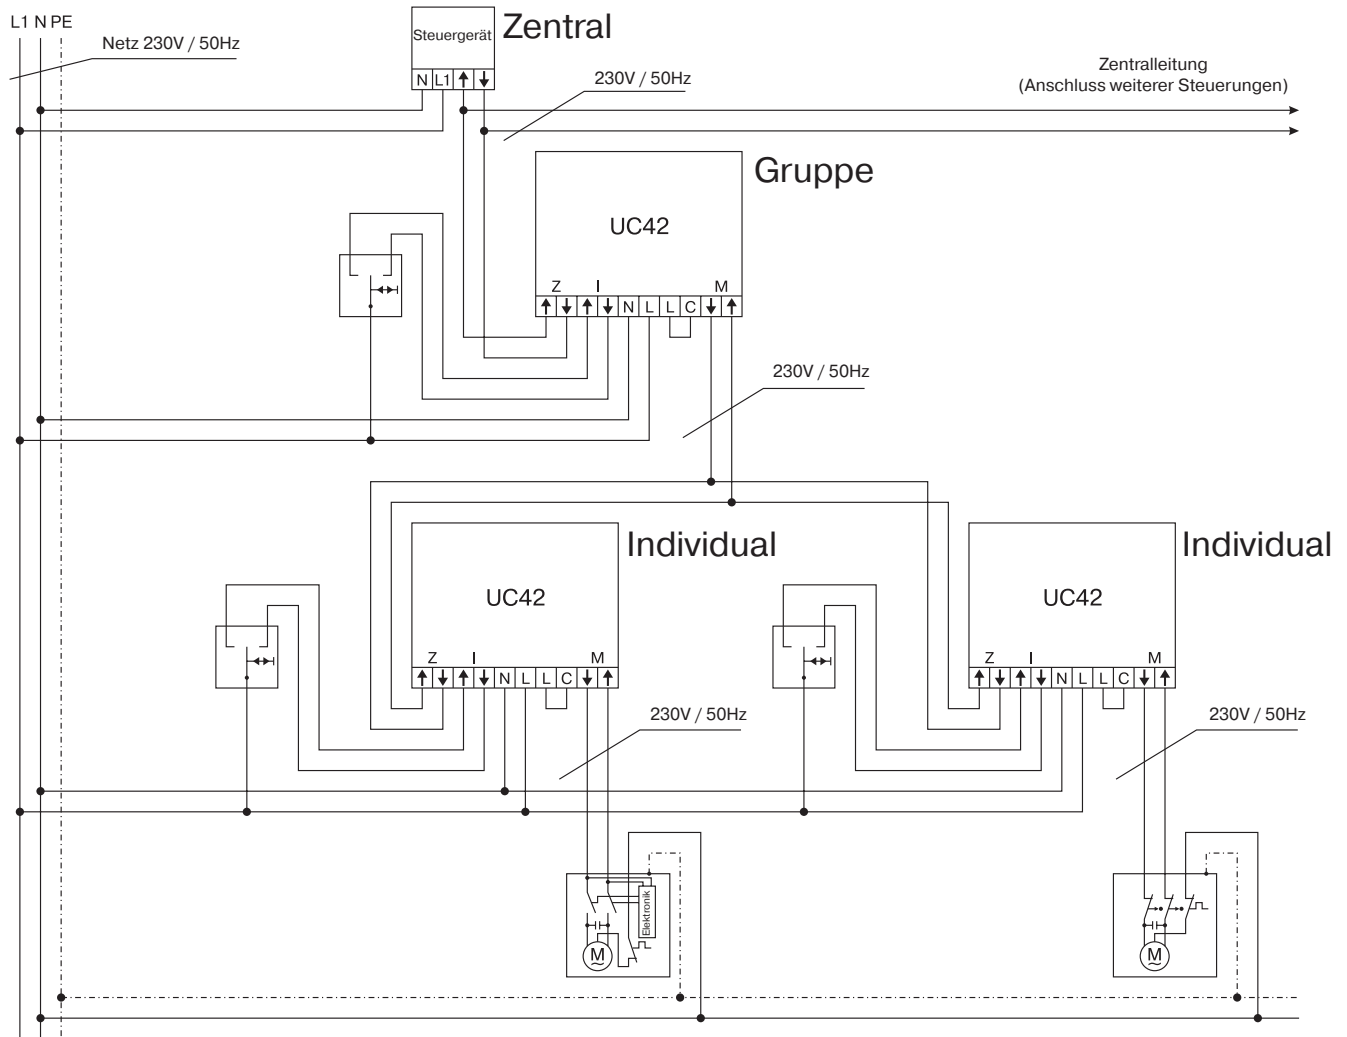 L1 N PE
Netz 230V / 50Hz
Steuergerät
Zentral
N L1
230V / 50Hz
Zentralleitung
(Anschluss weiterer Steuerungen)
Gruppe
UC42
Z I M
N L L C
230V / 50Hz
Individual
UC42
Z I M
N L L C
230V / 50Hz
Individual
UC42
Z I M
N L L C
230V / 50Hz
Elektronik
M
M